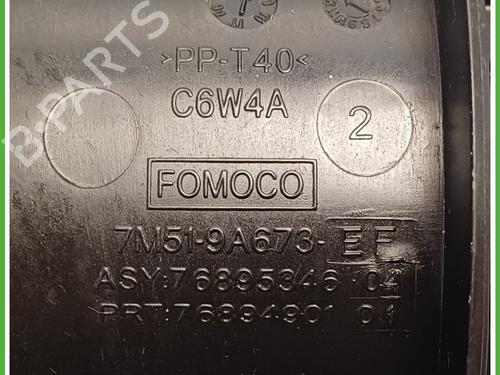 >PP-T40<
C6W4A
2
FOMOCO
7M51-9A673-EF
ASY:76895346 04
PRT:76894901 01
B-PARTS